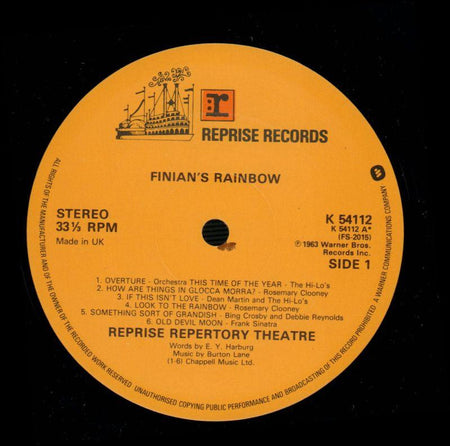 r
REPRISE RECORDS
FINIAN'S RAINBOW
STEREO
33⅓ RPM
Made in UK
K 54112
K 54112 A*
(FS-2015)
℗1963 Warner Bros.
Records Inc.
SIDE 1
1. OVERTURE - Orchestra THIS TIME OF THE YEAR - The Hi-Lo's
2. HOW ARE THINGS IN GLOCCA MORRA? - Rosemary Clooney
3. IF THIS ISN'T LOVE - Dean Martin and The Hi-Lo's
4. LOOK TO THE RAINBOW - Rosemary Clooney
5. SOMETHING SORT OF GRANDISH - Bing Crosby and Debbie Reynolds
6. OLD DEVIL MOON - Frank Sinatra
REPRISE REPERTORY THEATRE
Words by E. Y. Harburg
Music by Burton Lane
(1-6) Chappell Music Ltd.
ALL RIGHTS OF THE MANUFACTURER AND OF THE OWNER OF THE RECORDED WORK RESERVED UNAUTHORISED COPYING PUBLIC PERFORMANCE AND BROADCASTING OF THIS RECORD PROHIBITED A WARNER COMMUNICATIONS COMPANY